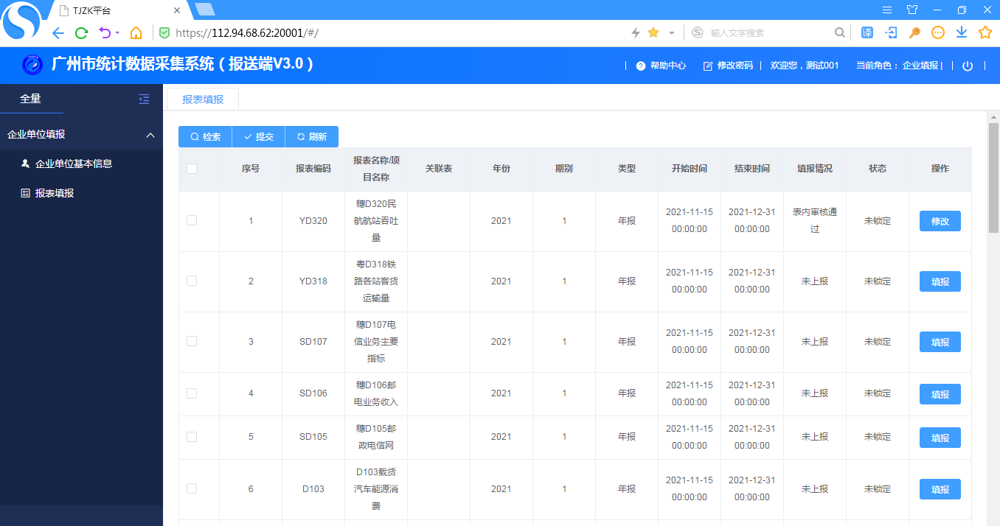 TJZK平台
https://112.94.68.62:20001/#/
输入文字搜索
译
广州市统计数据采集系统（报送端V3.0）
帮助中心
修改密码
欢迎您，测试001
当前角色： 企业填报
全量
报表填报
企业单位填报
企业单位基本信息
报表填报
检索
提交
刷新
序号
报表编码
报表名称/项
目名称
关联表
年份
期别
类型
开始时间
结束时间
填报情况
状态
操作
1
YD320
穗D320民
航航站吞吐
量
2021
1
年报
2021-11-15
00:00:00
2021-12-31
00:00:00
表内审核通
过
未锁定
修改
2
YD318
粤D318铁
路各站客货
运输量
2021
1
年报
2021-11-15
00:00:00
2021-12-31
00:00:00
未上报
未锁定
填报
3
SD107
穗D107电
信业务主要
指标
2021
1
年报
2021-11-15
00:00:00
2021-12-31
00:00:00
未上报
未锁定
填报
4
SD106
穗D106邮
电业务收入
2021
1
年报
2021-11-15
00:00:00
2021-12-31
00:00:00
未上报
未锁定
填报
5
SD105
穗D105邮
政电信网
2021
1
年报
2021-11-15
00:00:00
2021-12-31
00:00:00
未上报
未锁定
填报
6
D103
D103载货
汽车能源消
费
2021
1
年报
2021-11-15
00:00:00
2021-12-31
00:00:00
未上报
未锁定
填报